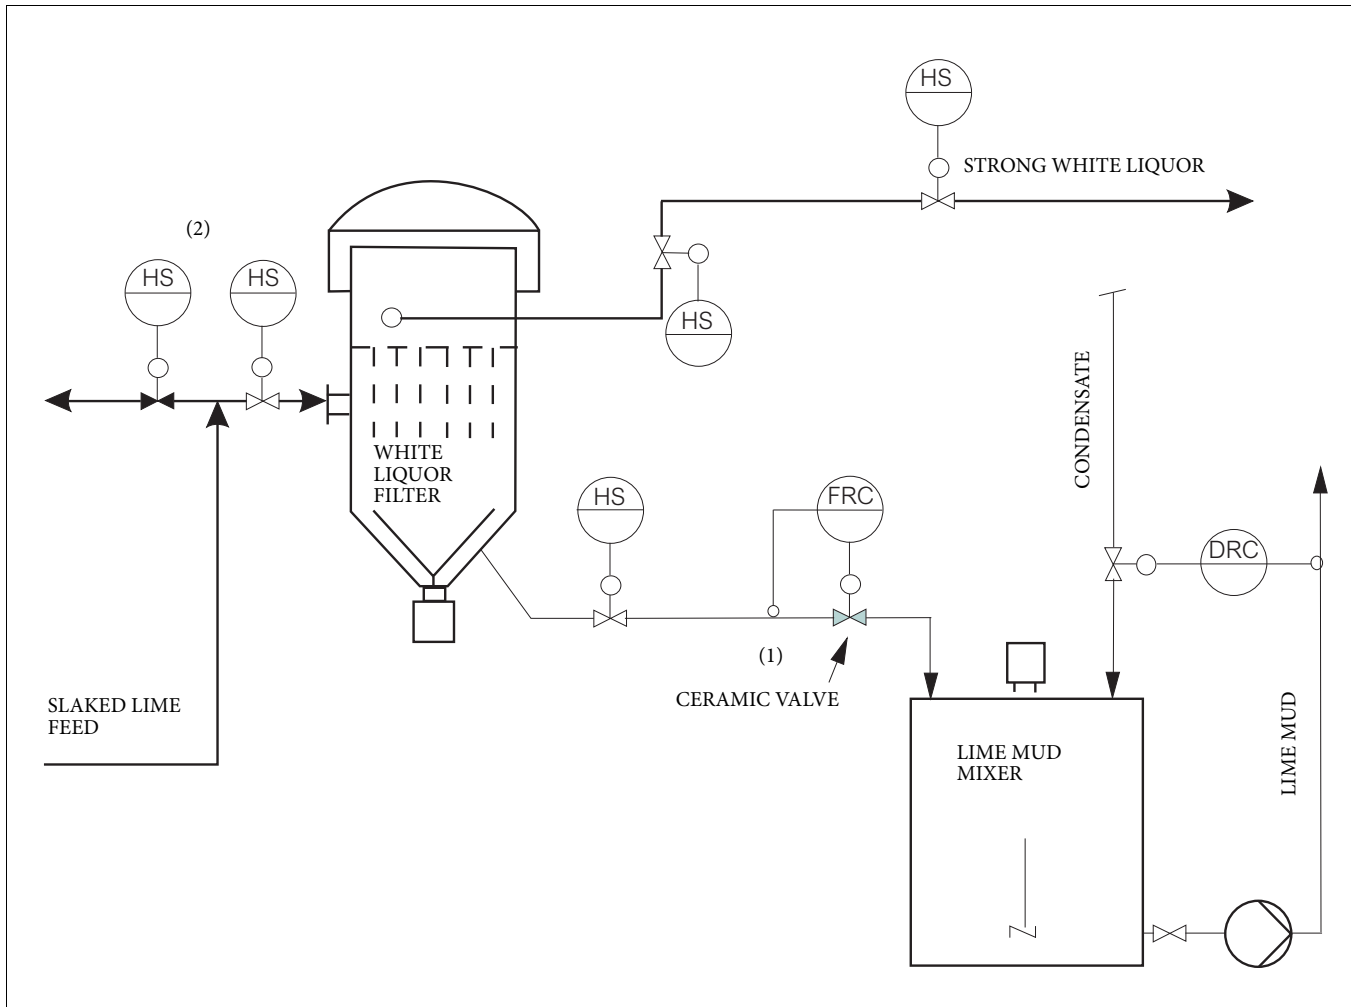 HS
STRONG WHITE LIQUOR
(2)
HS
HS
HS
CONDENSATE
WHITE
LIQUOR
FILTER
HS
FRC
DRC
(1)
CERAMIC VALVE
SLAKED LIME
FEED
LIME MUD
MIXER
LIME MUD